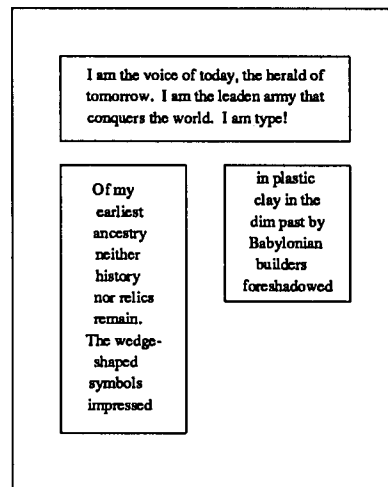 I am the voice of today, the herald of
tomorrow. I am the leaden army that
conquers the world. I am type!
Of my
earliest
ancestry
neither
history
nor relics
remain.
The wedge-
shaped
symbols
impressed
in plastic
clay in the
dim past by
Babylonian
builders
foreshadowed